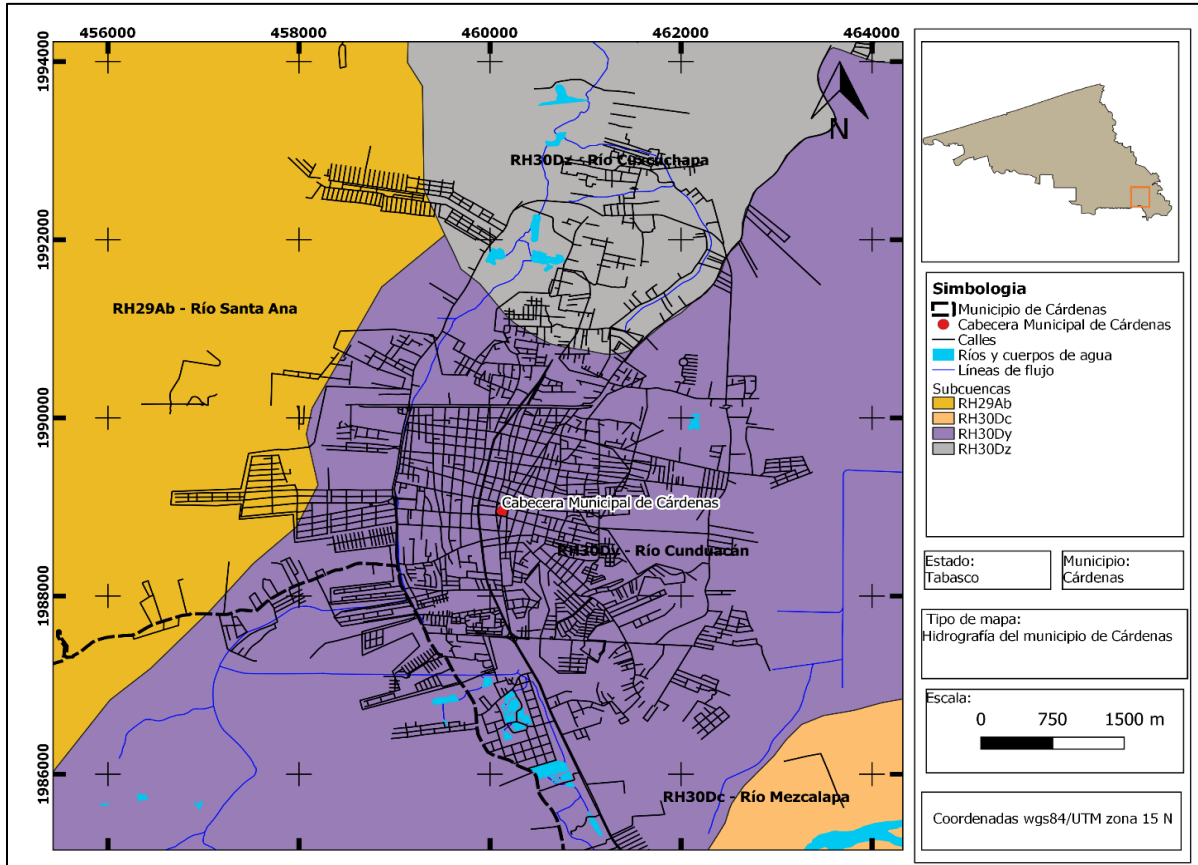 456000
458000
460000
462000
464000
1994000
1992000
1990000
1988000
1986000
N
RH30Dz - Río Cuxcuchapa
RH29Ab - Río Santa Ana
Cabecera Municipal de Cárdenas
RH30Dy - Río Cunduacán
RH30Dc - Río Mezcalapa
Simbologia
Municipio de Cárdenas
Cabecera Municipal de Cárdenas
Calles
Ríos y cuerpos de agua
Líneas de flujo
Subcuencas
RH29Ab
RH30Dc
RH30Dy
RH30Dz
Estado:
Tabasco
Municipio:
Cárdenas
Tipo de mapa:
Hidrografía del municipio de Cárdenas
Escala:
0 750 1500 m
Coordenadas wgs84/UTM zona 15 N